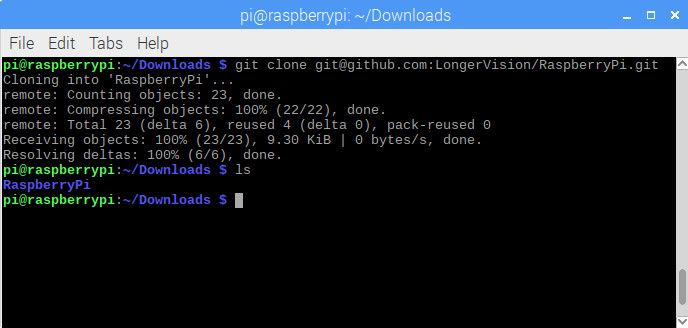 pi@raspberrypi: ~/Downloads
File Edit Tabs Help
pi@raspberrypi:~/Downloads $ git clone git@github.com:LongerVision/RaspberryPi.git
Cloning into 'RaspberryPi'...
remote: Counting objects: 23, done.
remote: Compressing objects: 100% (22/22), done.
remote: Total 23 (delta 6), reused 4 (delta 0), pack-reused 0
Receiving objects: 100% (23/23), 9.30 KiB | 0 bytes/s, done.
Resolving deltas: 100% (6/6), done.
pi@raspberrypi:~/Downloads $ ls
RaspberryPi
pi@raspberrypi:~/Downloads $